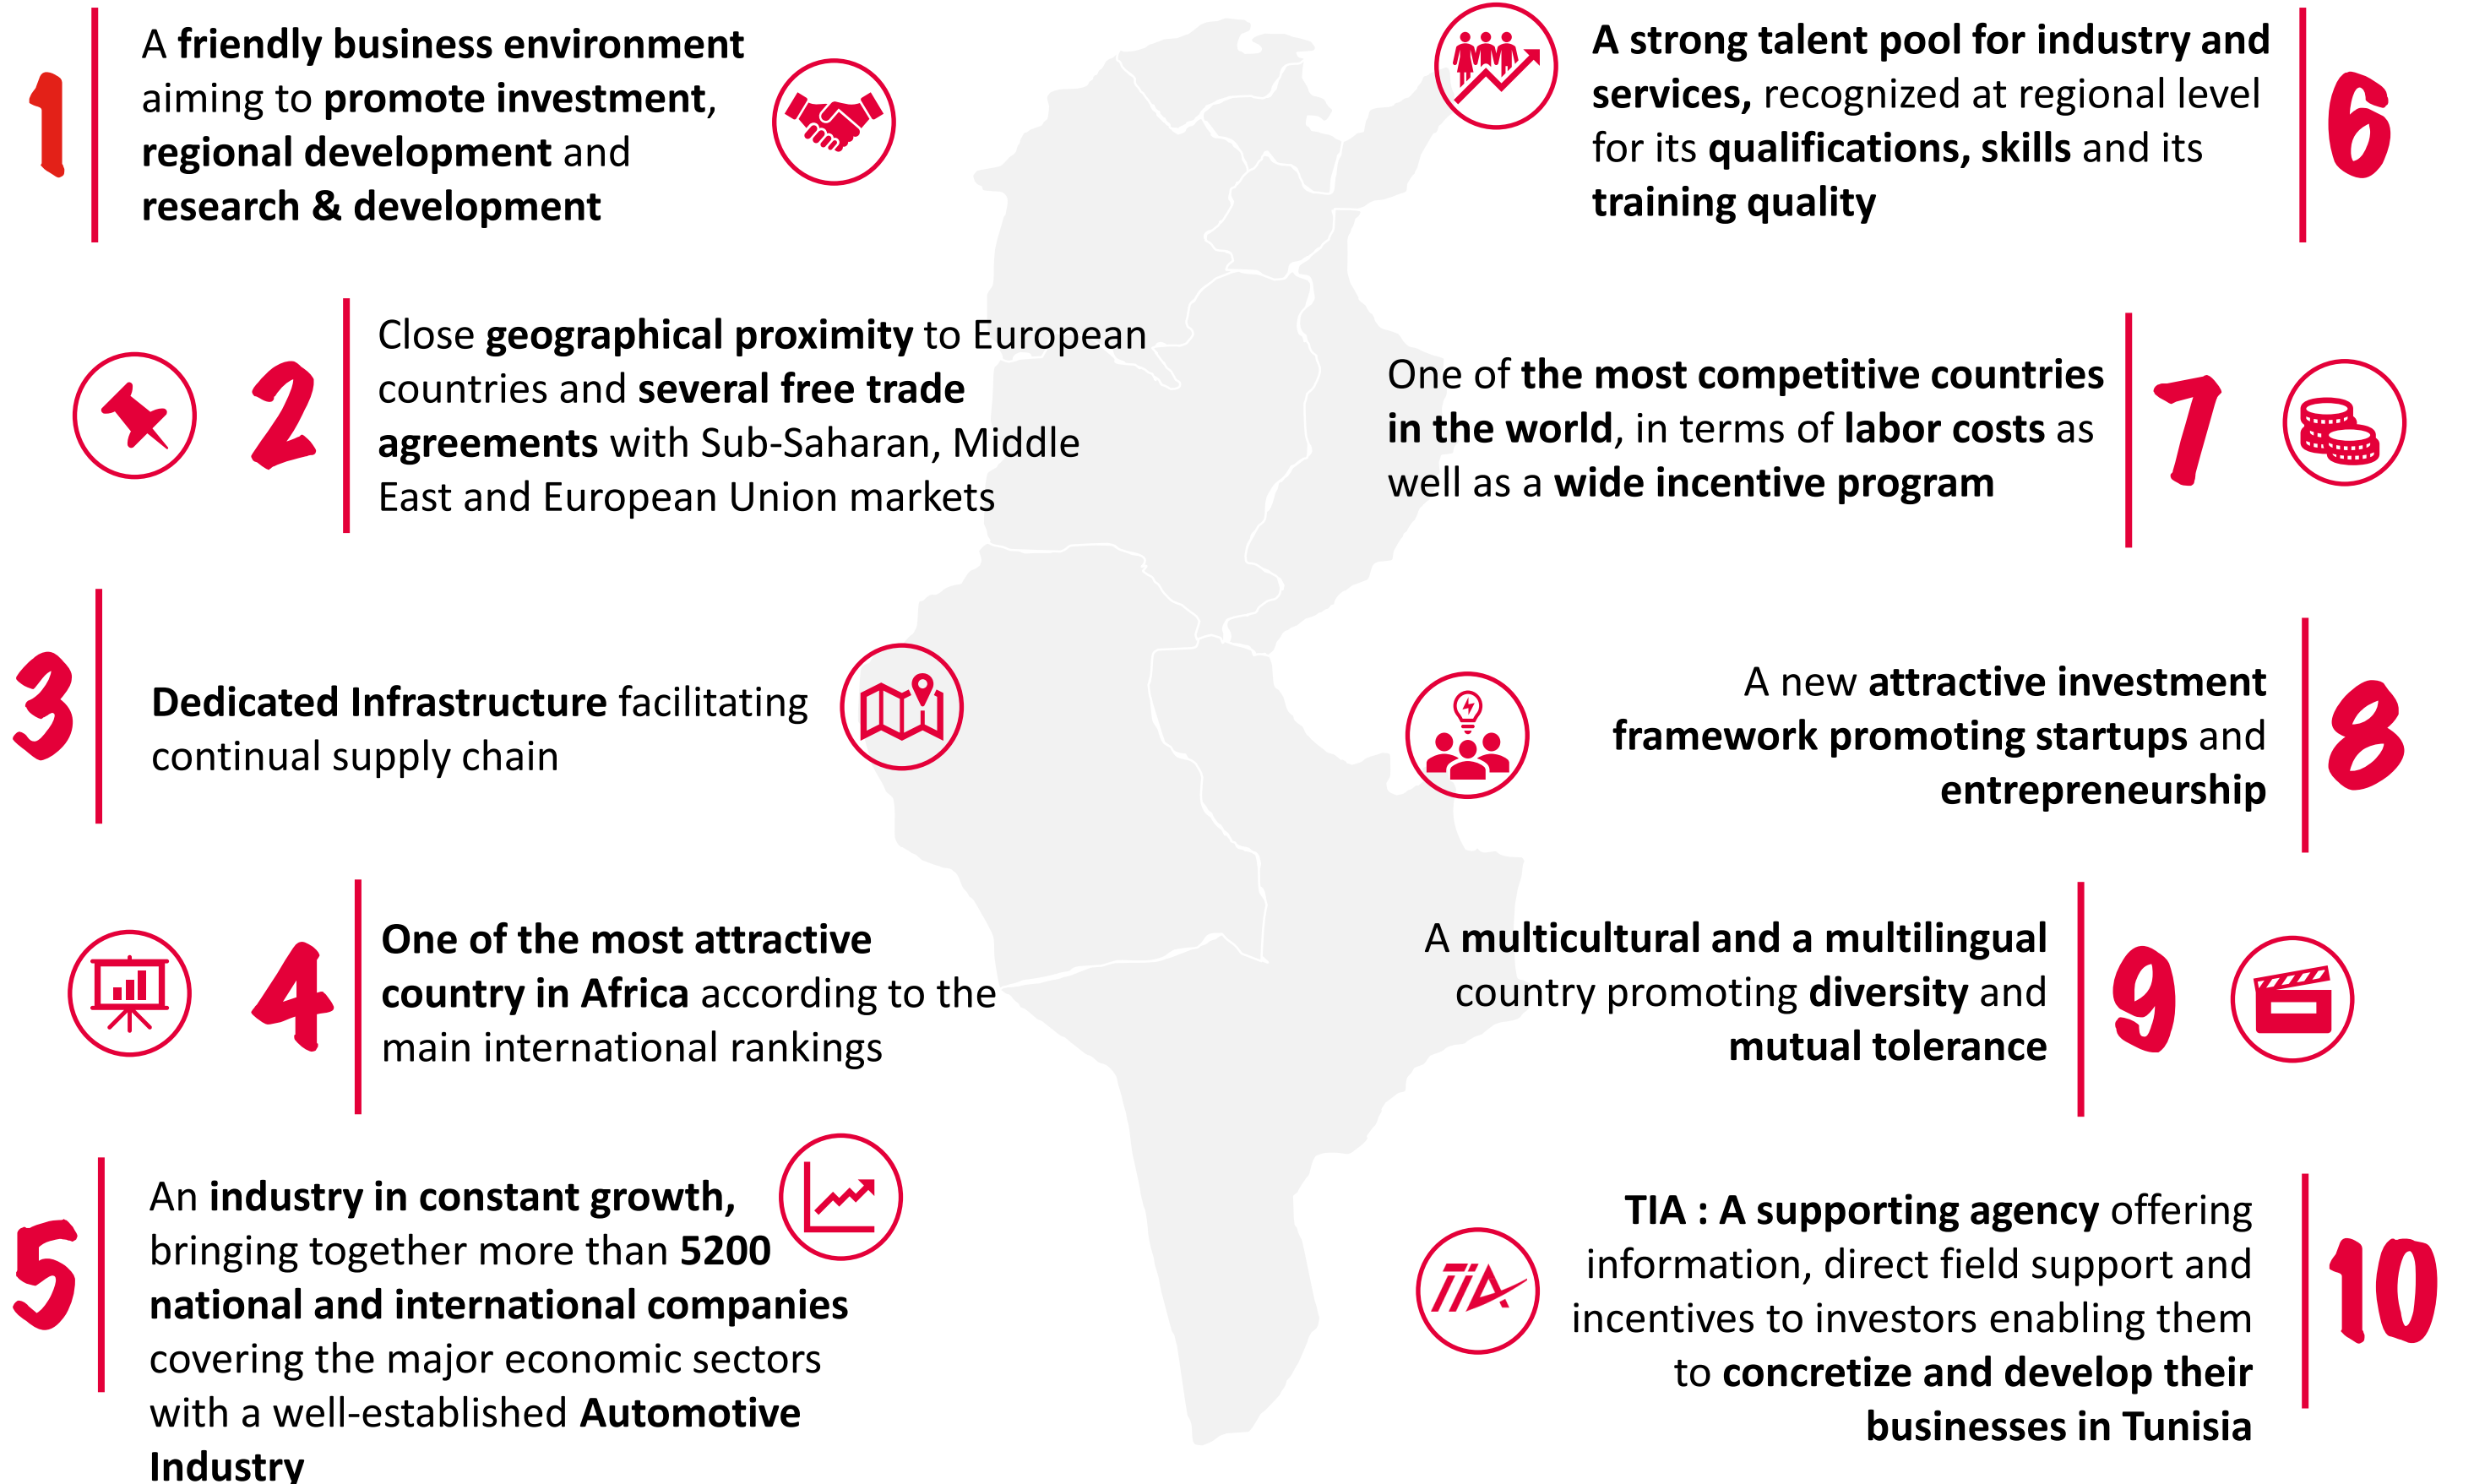 1
A friendly business environment
aiming to promote investment,
regional development and
research & development
2
Close geographical proximity to European
countries and several free trade
agreements with Sub-Saharan, Middle
East and European Union markets
3
Dedicated Infrastructure facilitating
continual supply chain
4
One of the most attractive
country in Africa according to the
main international rankings
5
An industry in constant growth,
bringing together more than 5200
national and international companies
covering the major economic sectors
with a well-established Automotive
Industry
6
A strong talent pool for industry and
services, recognized at regional level
for its qualifications, skills and its
training quality
7
One of the most competitive countries
in the world, in terms of labor costs as
well as a wide incentive program
8
A new attractive investment
framework promoting startups and
entrepreneurship
9
A multicultural and a multilingual
country promoting diversity and
mutual tolerance
10
TIA
TIA : A supporting agency offering
information, direct field support and
incentives to investors enabling them
to concretize and develop their
businesses in Tunisia